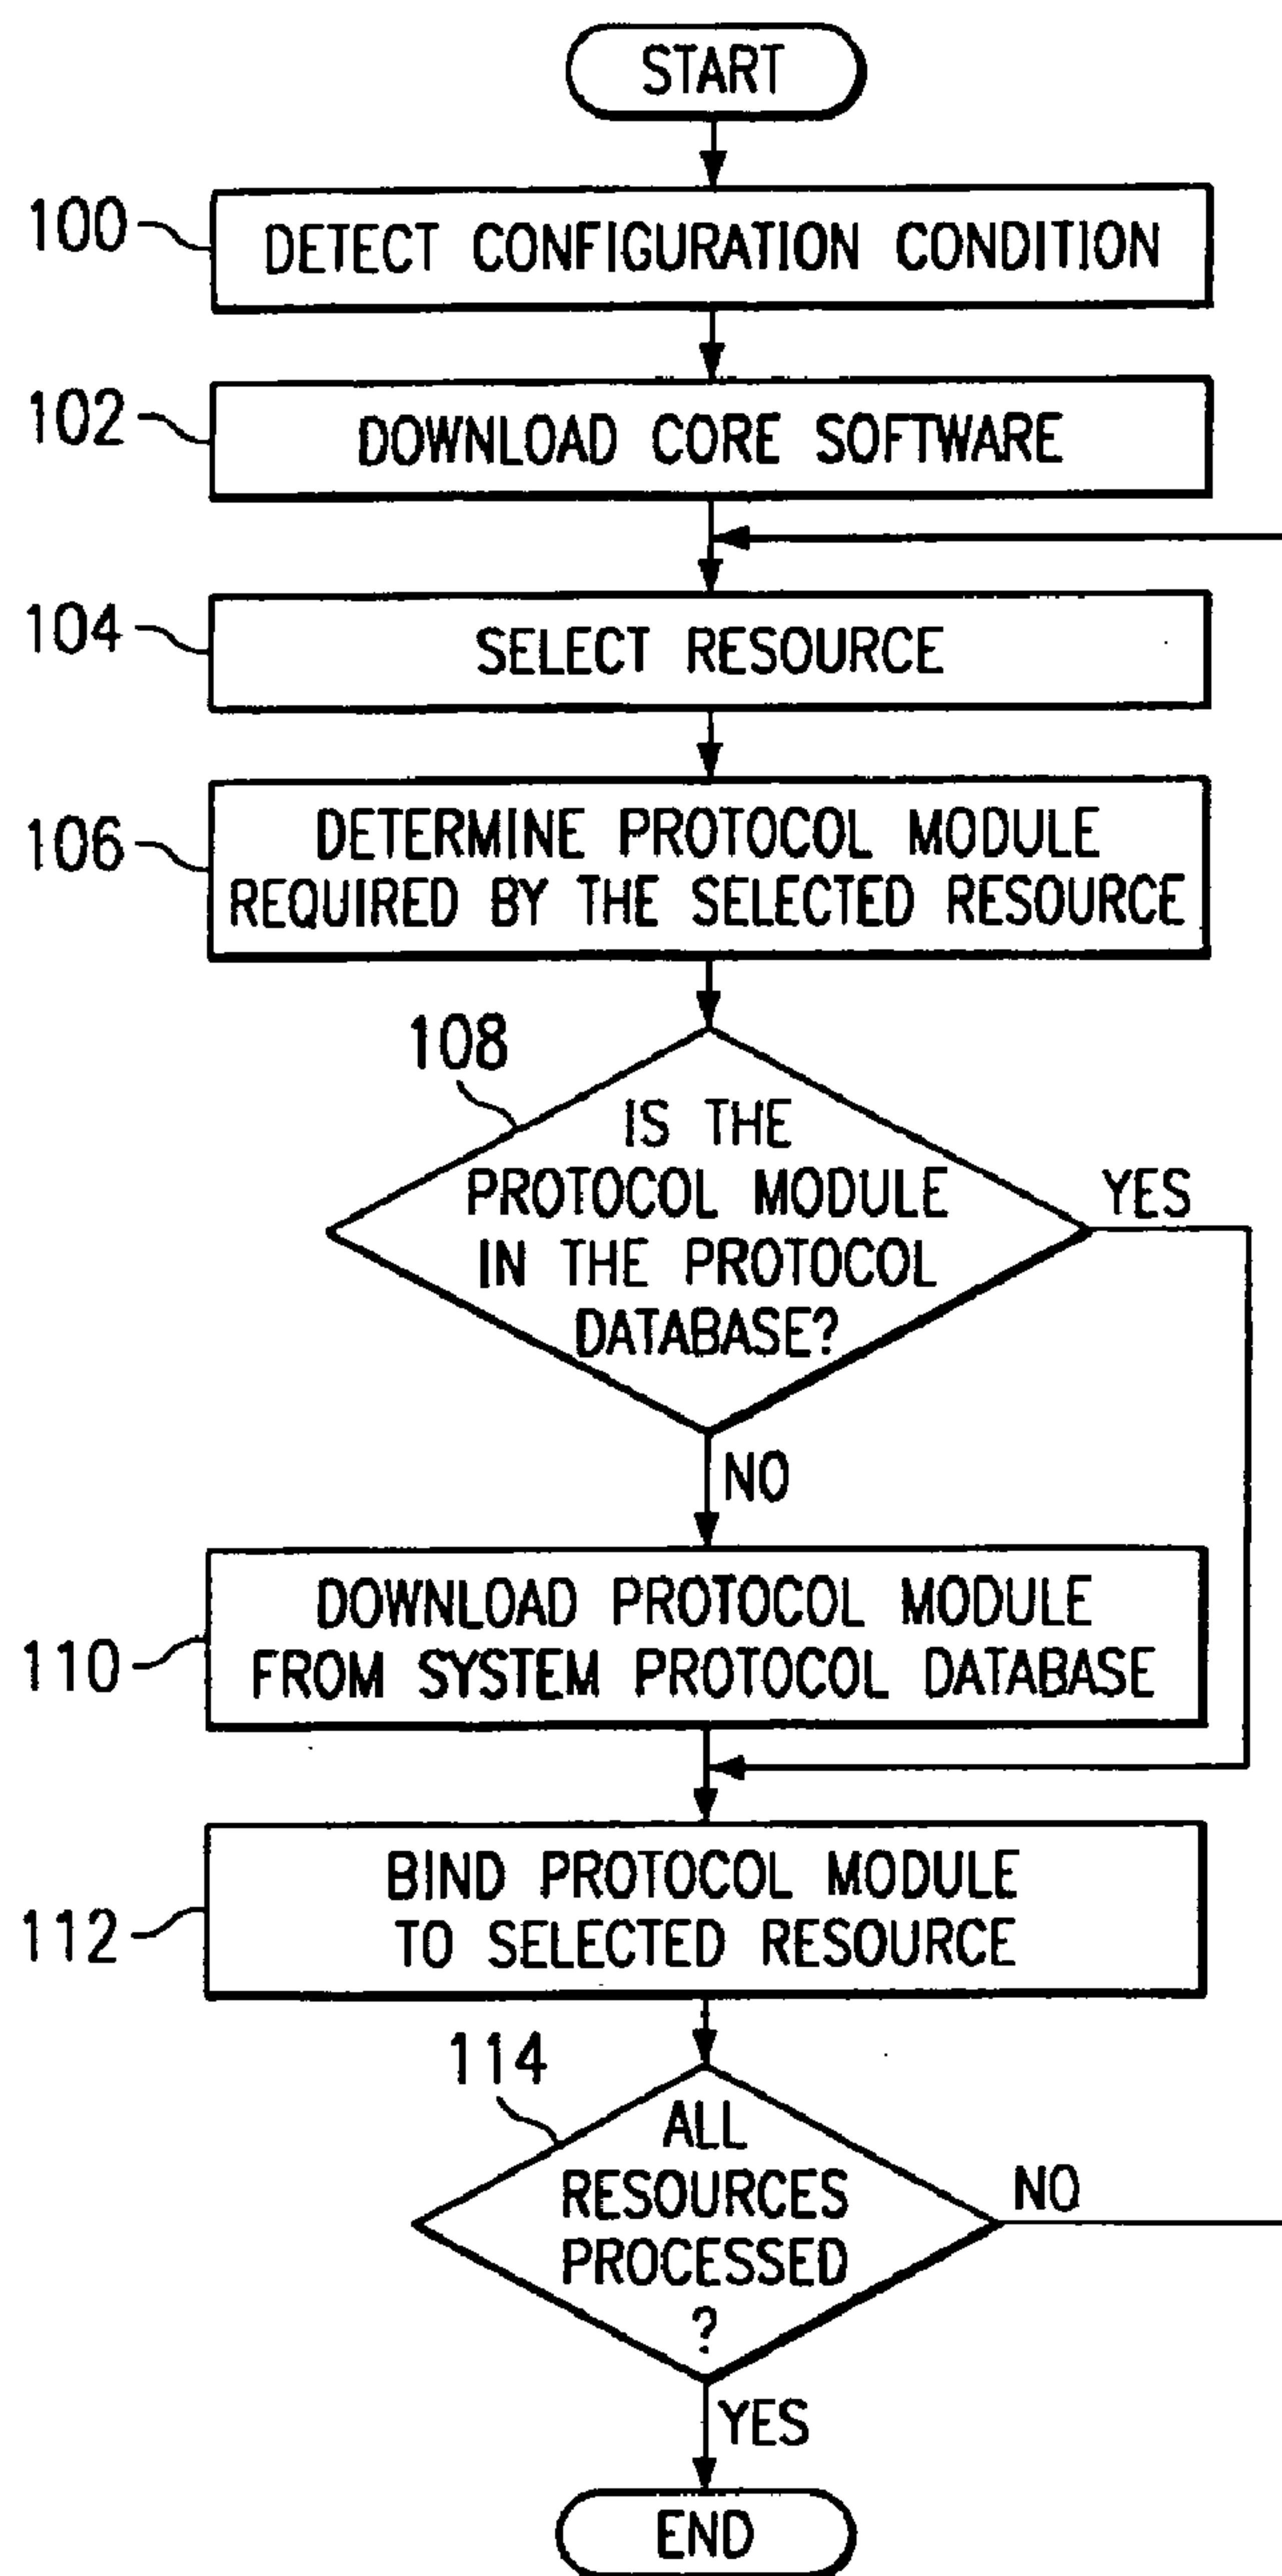 START
100
DETECT CONFIGURATION CONDITION
102
DOWNLOAD CORE SOFTWARE
104
SELECT RESOURCE
106
DETERMINE PROTOCOL MODULE
REQUIRED BY THE SELECTED RESOURCE
108
IS THE
PROTOCOL MODULE
IN THE PROTOCOL
DATABASE?
YES
NO
110
DOWNLOAD PROTOCOL MODULE
FROM SYSTEM PROTOCOL DATABASE
112
BIND PROTOCOL MODULE
TO SELECTED RESOURCE
114
ALL
RESOURCES
PROCESSED
?
NO
YES
END